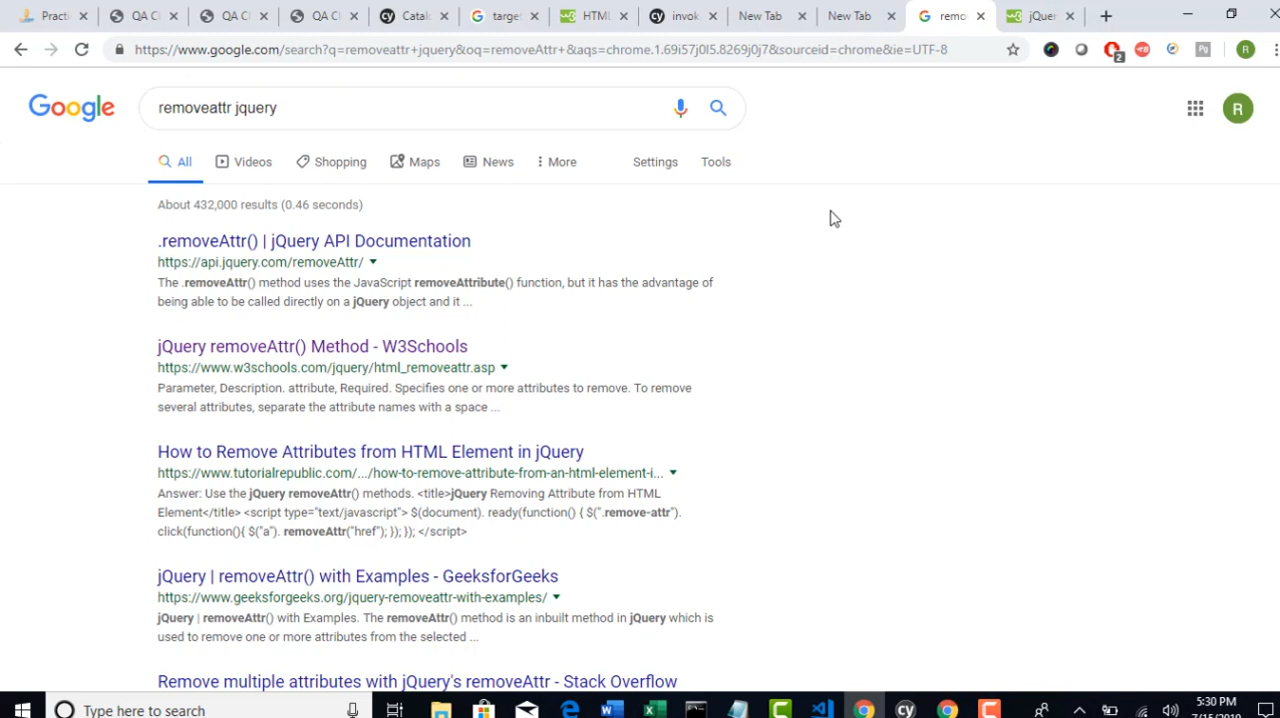 Practi
QA Cl
QA Cl
QA Cl
Catal
target
HTML
invok
New Tab
New Tab
remo
jQuer
https://www.google.com/search?q=removeattr+jquery&oq=removeAttr+&aqs=chrome.1.69i57j0l5.8269j0j7&sourceid=chrome&ie=UTF-8
2
R
Google
removeattr jquery
R
All
Videos
Shopping
Maps
News
More
Settings
Tools
About 432,000 results (0.46 seconds)
.removeAttr() | jQuery API Documentation
https://api.jquery.com/removeAttr/
The .removeAttr() method uses the JavaScript removeAttribute() function, but it has the advantage of
being able to be called directly on a jQuery object and it ...
jQuery removeAttr() Method - W3Schools
https://www.w3schools.com/jquery/html_removeattr.asp
Parameter, Description. attribute, Required. Specifies one or more attributes to remove. To remove
several attributes, separate the attribute names with a space ...
How to Remove Attributes from HTML Element in jQuery
https://www.tutorialrepublic.com/.../how-to-remove-attribute-from-an-html-element-i...
Answer: Use the jQuery removeAttr() methods. <title>jQuery Removing Attribute from HTML
Element</title> <script type="text/javascript"> $(document). ready(function() { $(".remove-attr").
click(function(){ $("a"). removeAttr("href"); }); }); </script>
jQuery | removeAttr() with Examples - GeeksforGeeks
https://www.geeksforgeeks.org/jquery-removeattr-with-examples/
jQuery | removeAttr() with Examples. The removeAttr() method is an inbuilt method in jQuery which is
used to remove one or more attributes from the selected ...
Remove multiple attributes with jQuery's removeAttr - Stack Overflow
Type here to search
5:30 PM